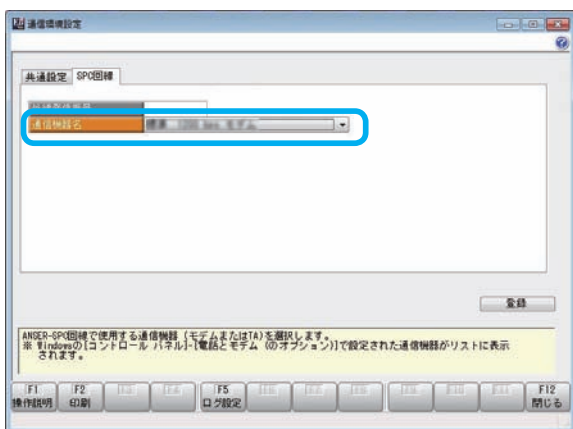 通信環境設定
共通設定 SPC回線
通信機器名
登録
ANSER-SPC回線で使用する通信機器（モデムまたはTA）を選択します。
※ Windowsの[コントロール パネル]-[電話とモデム（のオプション）]で設定された通信機器がリストに表示
されます。
F1 F2 F5 F12
操作説明 印刷 ログ設定 閉じる